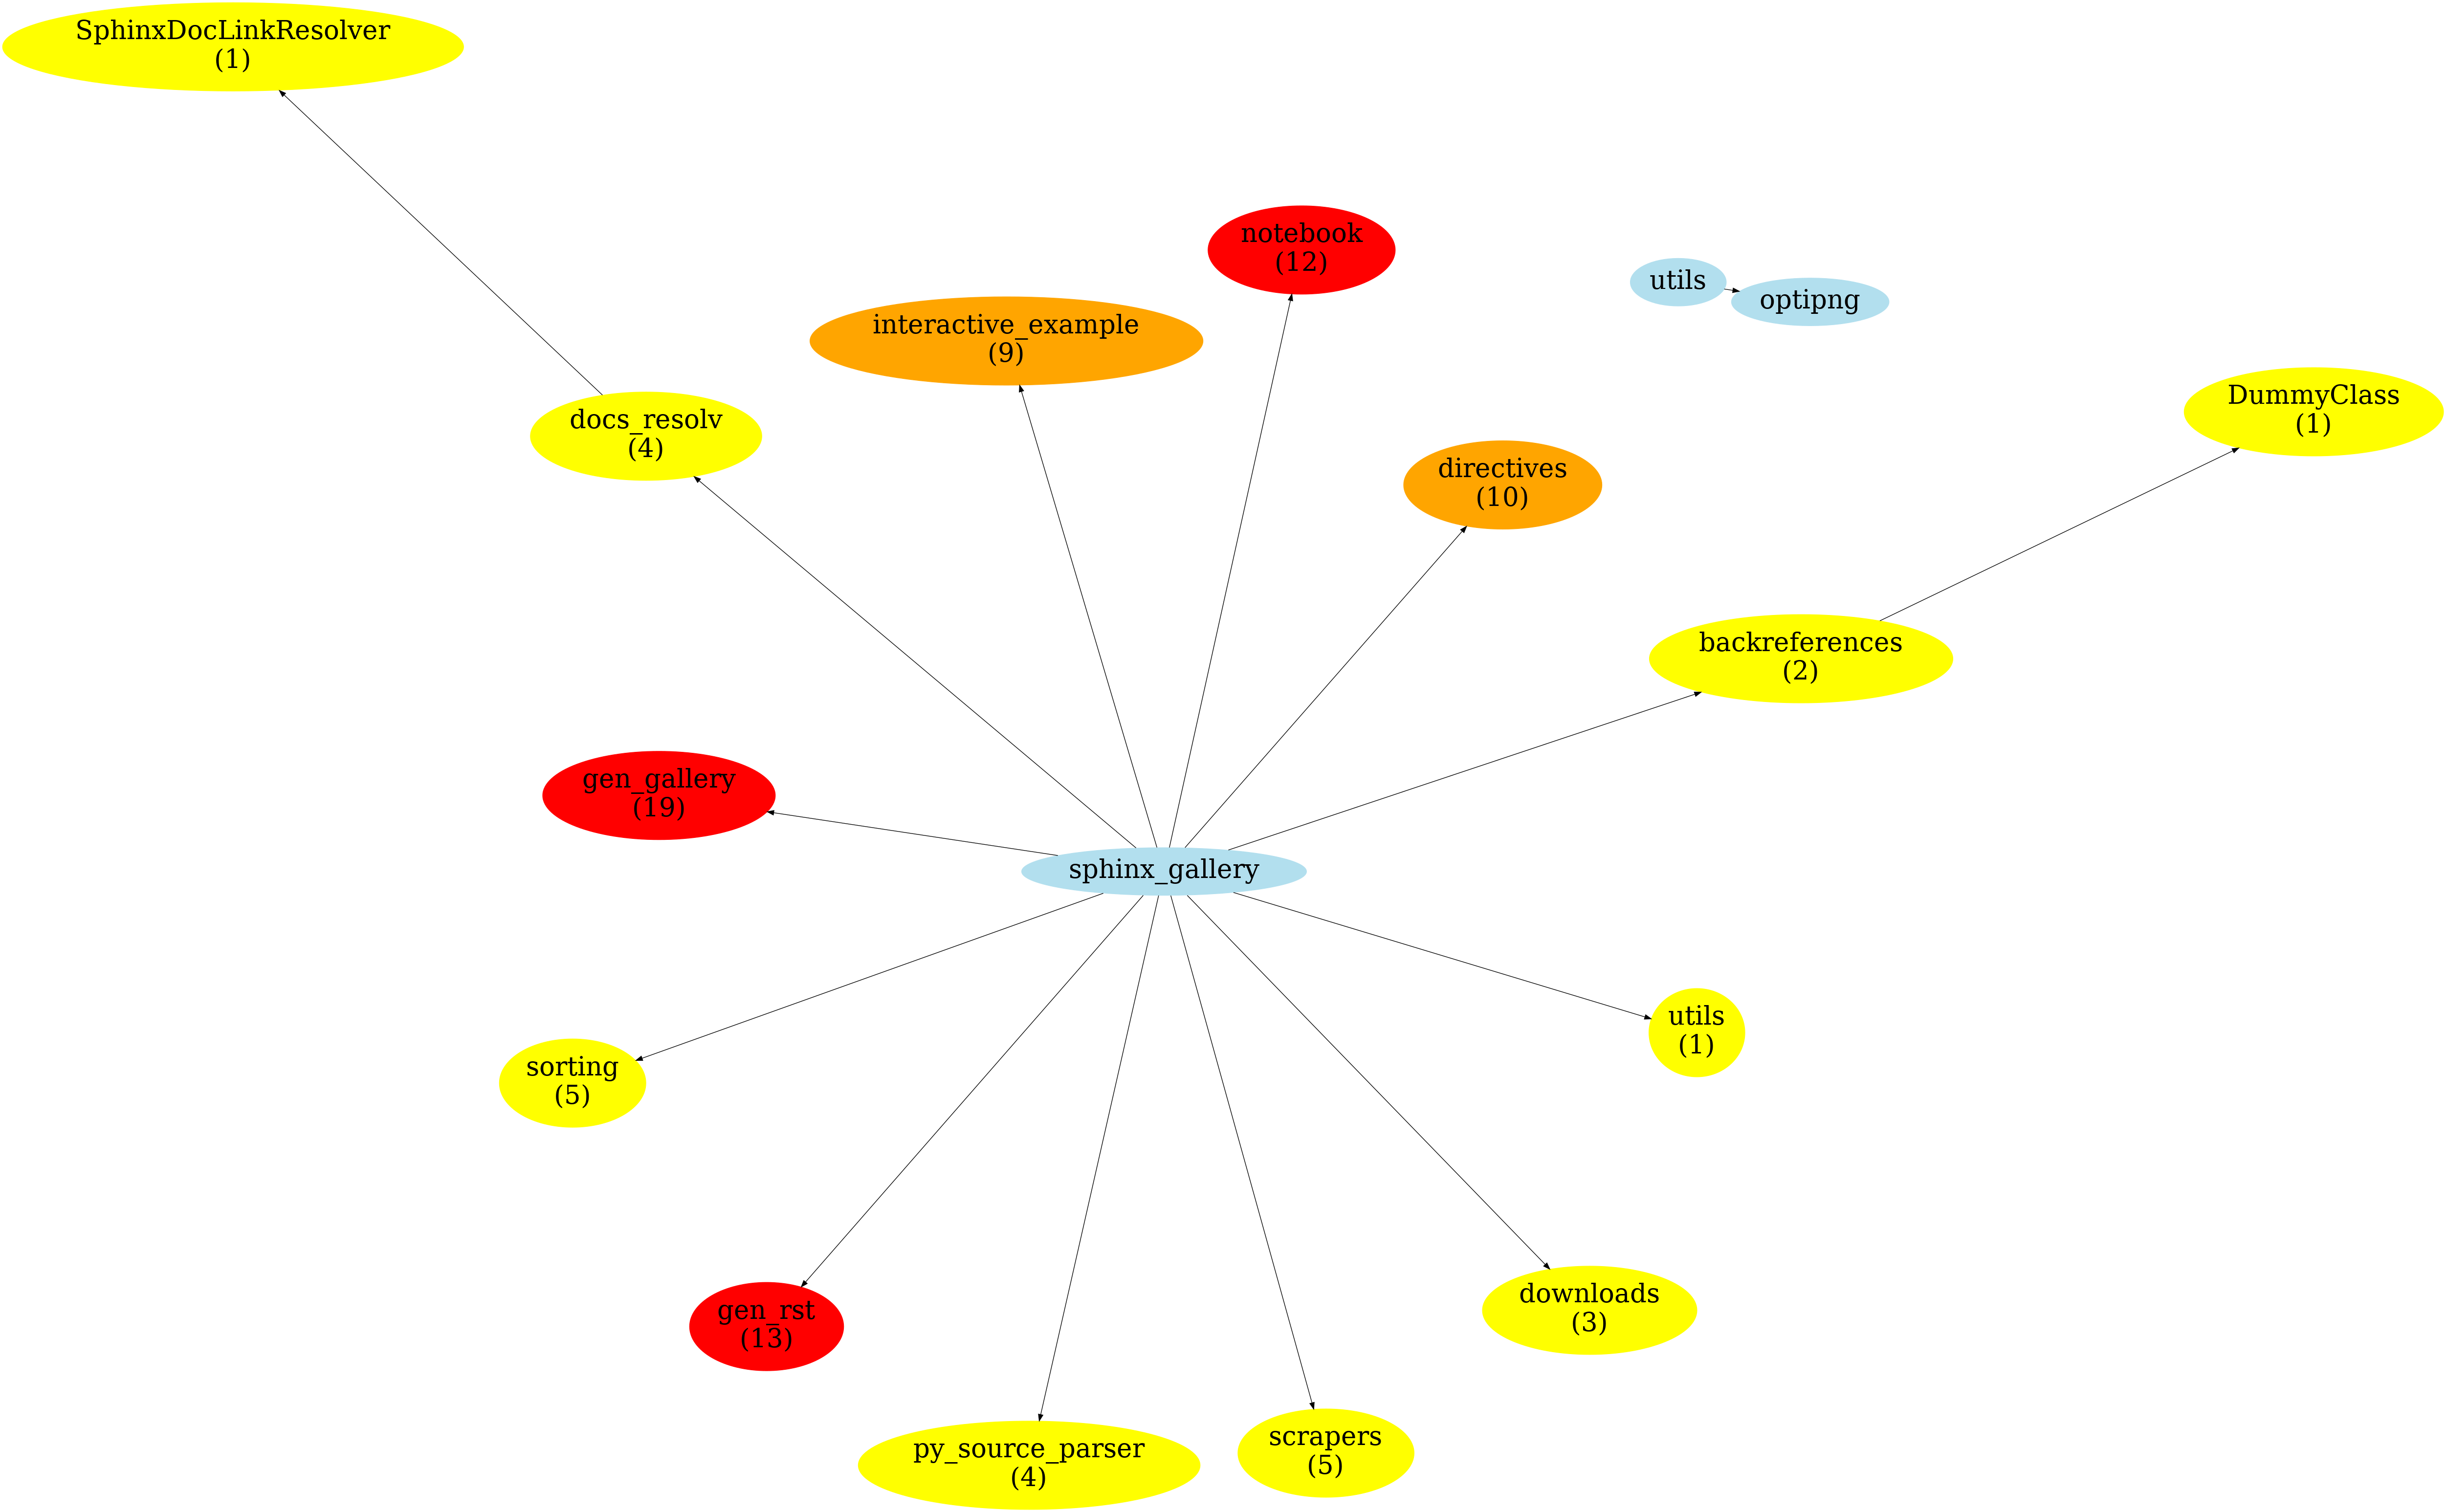 SphinxDocLinkResolver
(1)
notebook
(12)
utils
optipng
interactive_example
(9)
DummyClass
(1)
docs_resolv
(4)
directives
(10)
backreferences
(2)
gen_gallery
(19)
sphinx_gallery
utils
(1)
sorting
(5)
downloads
(3)
gen_rst
(13)
scrapers
(5)
py_source_parser
(4)